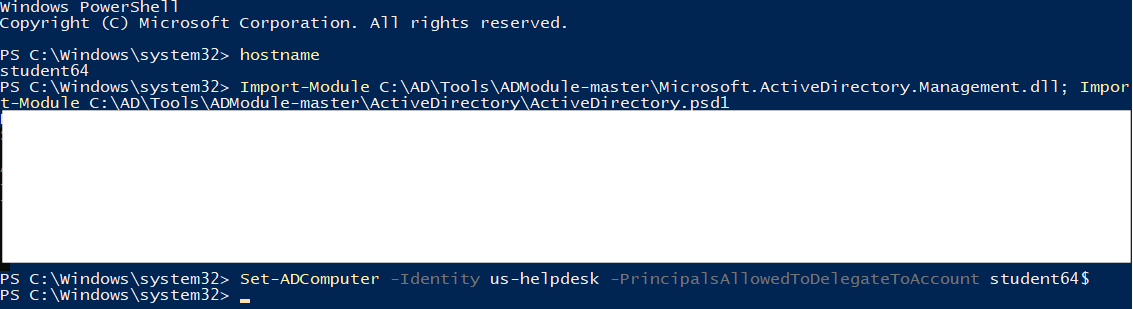 Windows PowerShell
Copyright (C) Microsoft Corporation. All rights reserved.
PS C:\Windows\system32> hostname
student64
PS C:\Windows\system32> Import-Module C:\AD\Tools\ADModule-master\Microsoft.ActiveDirectory.Management.dll; Impor
t-Module C:\AD\Tools\ADModule-master\ActiveDirectory\ActiveDirectory.psd1
PS C:\Windows\system32> Set-ADComputer -Identity us-helpdesk -PrincipalsAllowedToDelegateToAccount student64$
PS C:\Windows\system32>